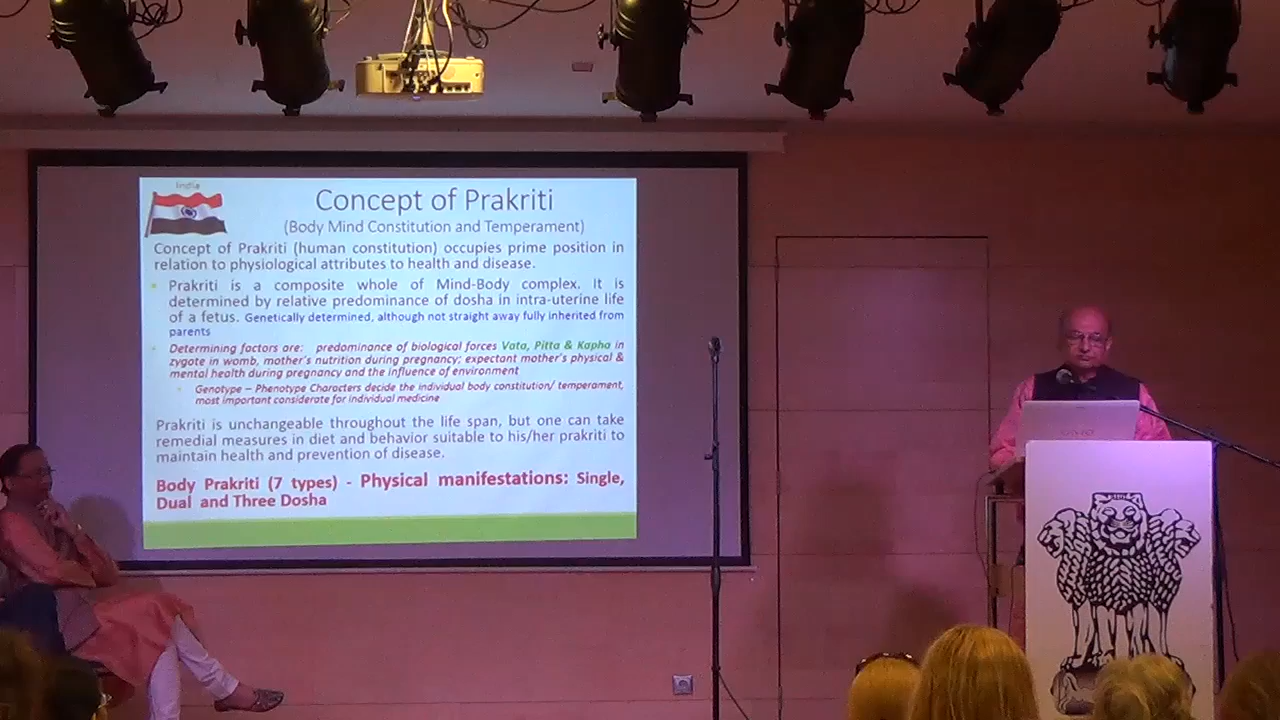 India
Concept of Prakriti
(Body Mind Constitution and Temperament)
Concept of Prakriti (human constitution) occupies prime position in
relation to physiological attributes to health and disease.
Prakriti is a composite whole of Mind-Body complex. It is
determined by relative predominance of dosha in intra-uterine life
of a fetus. Genetically determined, although not straight away fully inherited from
parents
Determining factors are: predominance of biological forces Vata, Pitta & Kapha in
zygote in womb, mother's nutrition during pregnancy; expectant mother's physical &
mental health during pregnancy and the influence of environment
Genotype – Phenotype Characters decide the individual body constitution/ temperament,
most important considerate for individual medicine
Prakriti is unchangeable throughout the life span, but one can take
remedial measures in diet and behavior suitable to his/her prakriti to
maintain health and prevention of disease.
Body Prakriti (7 types) - Physical manifestations: Single,
Dual and Three Dosha